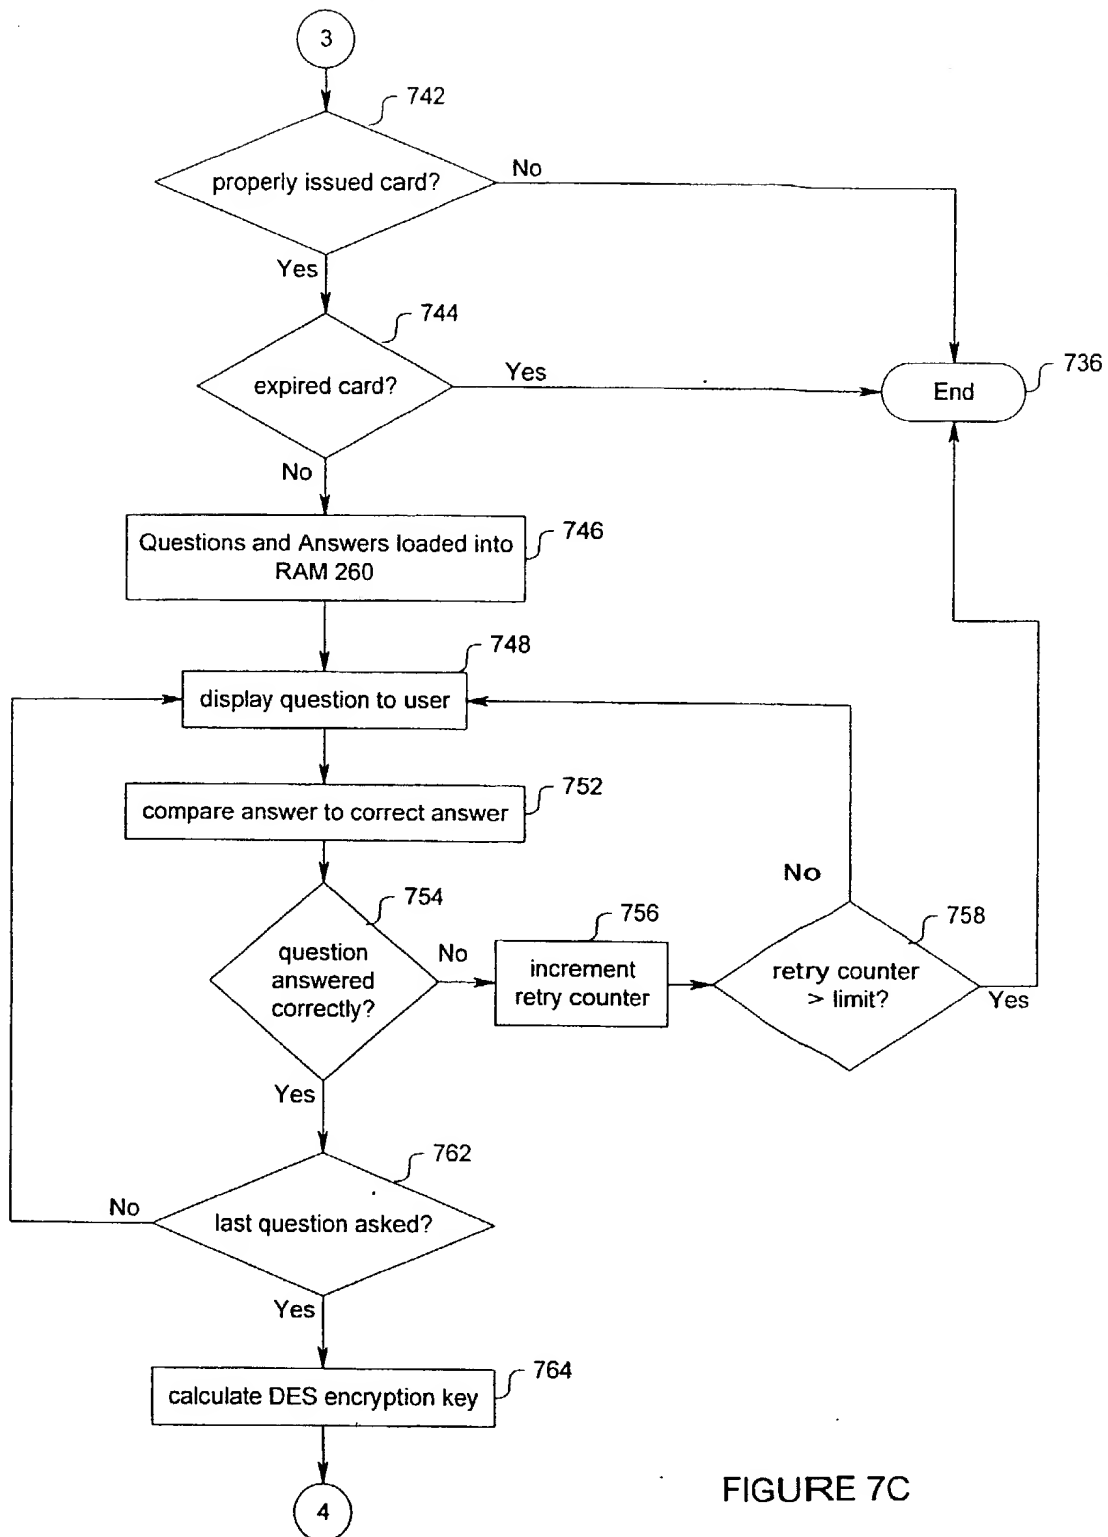 3
742
properly issued card?
No
Yes
744
expired card?
Yes
End
736
No
Questions and Answers loaded into
RAM 260
746
748
display question to user
compare answer to correct answer
752
No
754
question
answered
correctly?
No
756
increment
retry counter
758
retry counter
> limit?
Yes
Yes
762
No
last question asked?
Yes
764
calculate DES encryption key
4
FIGURE 7C